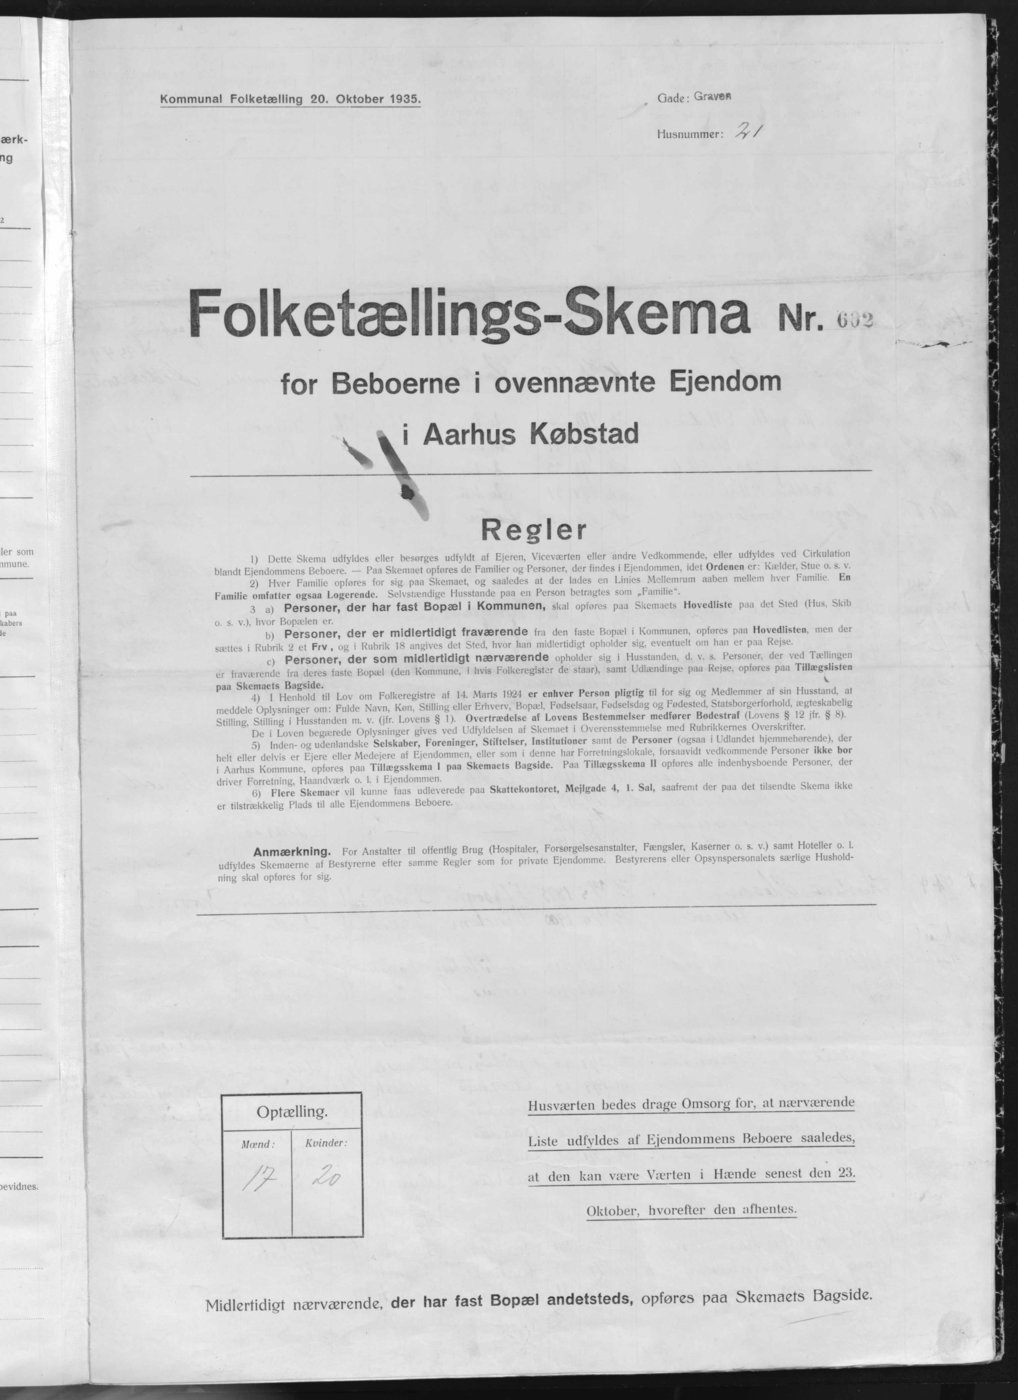 ærk-
ng
2
ler som
mmune.
paa
kabers
de
bevidnes.
Kommunal Folketælling 20. Oktober 1935.
Gade: Graven
Husnummer: 21
Folketællings-Skema Nr. 602
for Beboerne i ovennævnte Ejendom
i Aarhus Købstad
Regler
1) Dette Skema udfyldes eller besørges udfyldt af Ejeren, Viceværten eller andre Vedkommende, eller udfyldes ved Cirkulation
blandt Ejendommens Beboere. — Paa Skemaet opføres de Familier og Personer, der findes i Ejendommen, idet Ordenen er: Kælder, Stue o. s. v.
2) Hver Familie opføres for sig paa Skemaet, og saaledes at der lades en Linies Mellemrum aaben mellem hver Familie. En
Familie omfatter ogsaa Logerende. Selvstændige Husstande paa en Person betragtes som „Familie“.
3 a) Personer, der har fast Bopæl i Kommunen, skal opføres paa Skemaets Hovedliste paa det Sted (Hus, Skib
o. s. v.), hvor Bopælen er.
b) Personer, der er midlertidigt fraværende fra den faste Bopæl i Kommunen, opføres paa Hovedlisten, men der
sættes i Rubrik 2 et Frv, og i Rubrik 18 angives det Sted, hvor han midlertidigt opholder sig, eventuelt om han er paa Rejse.
c) Personer, der som midlertidigt nærværende opholder sig i Husstanden, d. v. s. Personer, der ved Tællingen
er fraværende fra deres faste Bopæl (den Kommune, i hvis Folkeregister de staar), samt Udlændinge paa Rejse, opføres paa Tillægslisten
paa Skemaets Bagside.
4) I Henhold til Lov om Folkeregistre af 14. Marts 1924 er enhver Person pligtig til for sig og Medlemmer af sin Husstand, at
meddele Oplysninger om: Fulde Navn, Køn, Stilling eller Erhverv, Bopæl, Fødselsaar, Fødselsdag og Fødested, Statsborgerforhold, ægteskabelig
Stilling, Stilling i Husstanden m. v. (jfr. Lovens § 1). Overtrædelse af Lovens Bestemmelser medfører Bødestraf (Lovens § 12 jfr. § 8).
De i Loven begærede Oplysninger gives ved Udfyldelsen af Skemaet i Overensstemmelse med Rubrikkernes Overskrifter.
5) Inden- og udenlandske Selskaber, Foreninger, Stiftelser, Institutioner samt de Personer (ogsaa i Udlandet hjemmehørende), der
helt eller delvis er Ejere eller Medejere af Ejendommen, eller som i denne har Forretningslokale, forsaavidt vedkommende Personer ikke bor
i Aarhus Kommune, opføres paa Tillægsskema I paa Skemaets Bagside. Paa Tillægsskema II opføres alle indenbysboende Personer, der
driver Forretning, Haandværk o. l. i Ejendommen.
6) Flere Skemaer vil kunne faas udleverede paa Skattekontoret, Mejlgade 4, 1. Sal, saafremt der paa det tilsendte Skema ikke
er tilstrækkelig Plads til alle Ejendommens Beboere.
Anmærkning. For Anstalter til offentlig Brug (Hospitaler, Forsørgelsesanstalter, Fængsler, Kaserner o. s. v.) samt Hoteller o. l.
udfyldes Skemaerne af Bestyrerne efter samme Regler som for private Ejendomme. Bestyrerens eller Opsynspersonalets særlige Hushold-
ning skal opføres for sig.
Optælling.
Mænd: Kvinder:
17 20
Husværten bedes drage Omsorg for, at nærværende
Liste udfyldes af Ejendommens Beboere saaledes,
at den kan være Værten i Hænde senest den 23.
Oktober, hvorefter den afhentes.
Midlertidigt nærværende, der har fast Bopæl andetsteds, opføres paa Skemaets Bagside.